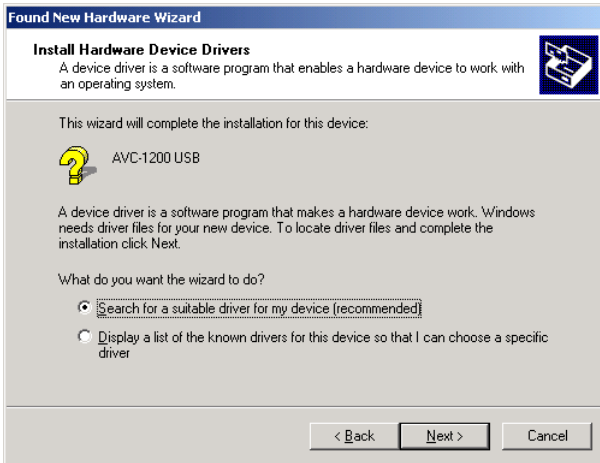 Found New Hardware Wizard
Install Hardware Device Drivers
A device driver is a software program that enables a hardware device to work with
an operating system.
This wizard will complete the installation for this device:
AVC-1200 USB
A device driver is a software program that makes a hardware device work. Windows
needs driver files for your new device. To locate driver files and complete the
installation click Next.
What do you want the wizard to do?
Search for a suitable driver for my device (recommended)
Display a list of the known drivers for this device so that I can choose a specific
driver
< Back Next > Cancel